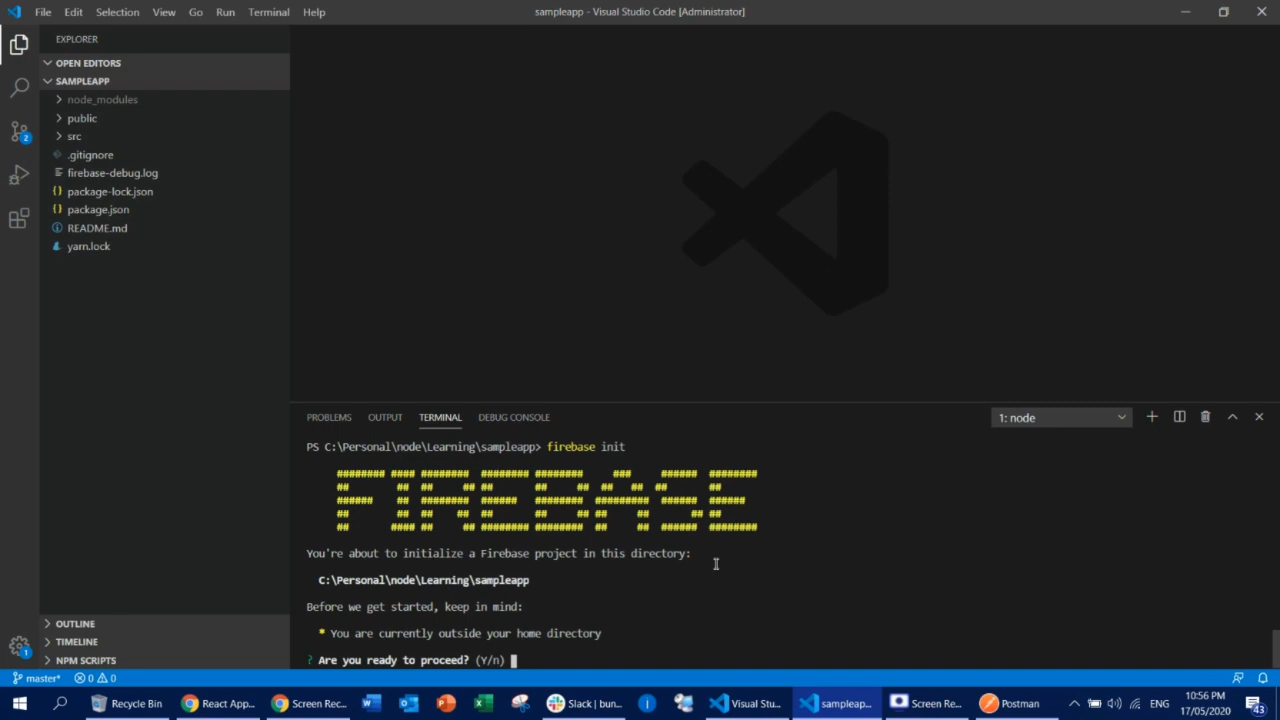 File Edit Selection View Go Run Terminal Help
sampleapp - Visual Studio Code [Administrator]
EXPLORER
OPEN EDITORS
SAMPLEAPP
node_modules
public
src
.gitignore
firebase-debug.log
package-lock.json
package.json
README.md
yarn.lock
OUTLINE
TIMELINE
NPM SCRIPTS
2
1
PROBLEMS OUTPUT TERMINAL DEBUG CONSOLE
1: node
PS C:\Personal\node\Learning\sampleapp> firebase init
FIREBASE
You're about to initialize a Firebase project in this directory:
C:\Personal\node\Learning\sampleapp
Before we get started, keep in mind:
* You are currently outside your home directory
? Are you ready to proceed? (Y/n)
master* 0 0
Recycle Bin
React App...
Screen Rec...
Slack | bun...
Visual Stu...
sampleap...
Screen Re...
Postman
ENG
10:56 PM
17/05/2020
43